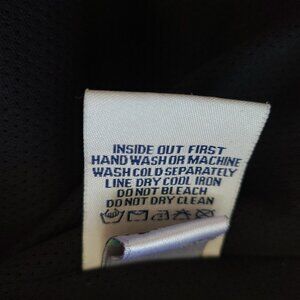 INSIDE OUT FIRST
HAND WASH OR MACHINE
WASH COLD SEPARATELY
LINE DRY COOL IRON
DO NOT BLEACH
DO NOT DRY CLEAN